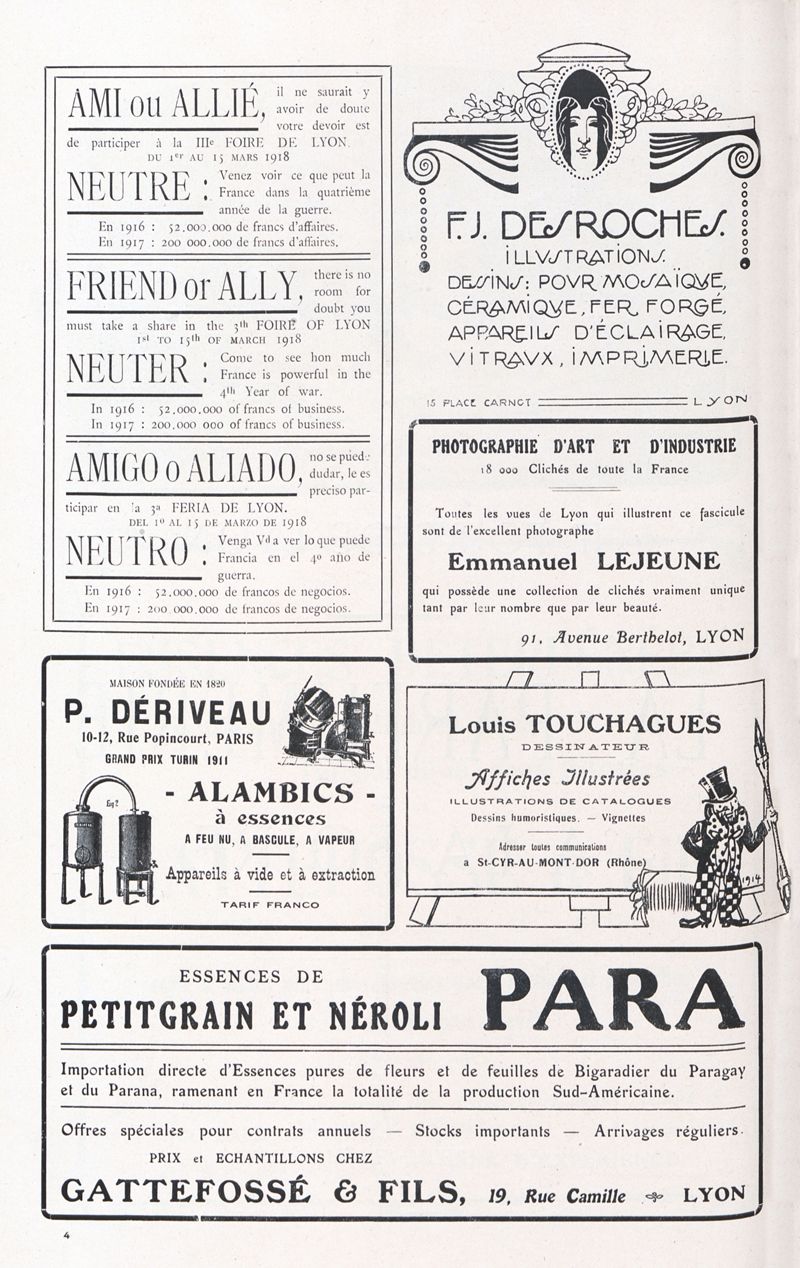 AMI ou ALLIÉ, il ne saurait y
avoir de doute
votre devoir est
de participer à la IIIe FOIRE DE LYON.
DU 1er AU 15 MARS 1918
NEUTRE : Venez voir ce que peut la
France dans la quatrième
année de la guerre.
En 1916 : 52.000.000 de francs d'affaires.
En 1917 : 200 000.000 de francs d'affaires.
FRIEND or ALLY, there is no
room for
doubt you
must take a share in the 3th FOIRE OF LYON
1st TO 15th OF MARCH 1918
NEUTER : Come to see hon much
France is powerful in the
4th Year of war.
In 1916 : 52.000.000 of francs of business.
In 1917 : 200.000 000 of francs of business.
AMIGO o ALIADO, no se puede
dudar, le es
preciso par-
ticipar en la 3a FERIA DE LYON.
DEL 1o AL 15 DE MARZO DE 1918
NEUTRO : Venga Vd a ver lo que puede
Francia en el 4o ano de
guerra.
En 1916 : 52.000.000 de francos de negocios.
En 1917 : 200 000.000 de francos de negocios.
F.J. DESROCHES.
ILLVSTRATIONS.
DESSINS: POVR MOSAÏQVE,
CÉRAMIQVE, FER FORGÉ,
APPAREILS D'ÉCLAIRAGE,
VITRAVX, IMPRIMERIE.
15 PLACE CARNOT LYON
PHOTOGRAPHIE D'ART ET D'INDUSTRIE
18 000 Clichés de toute la France
Toutes les vues de Lyon qui illustrent ce fascicule
sont de l'excellent photographe
Emmanuel LEJEUNE
qui possède une collection de clichés vraiment unique
tant par leur nombre que par leur beauté.
91, Avenue Berthelot, LYON
MAISON FONDÉE EN 1820
P. DÉRIVEAU
10-12, Rue Popincourt, PARIS
GRAND PRIX TURIN 1911
- ALAMBICS -
à essences
A FEU NU, A BASCULE, A VAPEUR
Appareils à vide et à extraction
TARIF FRANCO
Louis TOUCHAGUES
DESSINATEUR
Affiches Illustrées
ILLUSTRATIONS DE CATALOGUES
Dessins humoristiques. — Vignettes
Adresser toutes communications
a St-CYR-AU-MONT-DOR (Rhône)
1914
ESSENCES DE
PETITGRAIN ET NÉROLI PARA
Importation directe d'Essences pures de fleurs et de feuilles de Bigaradier du Paragay
et du Parana, ramenant en France la totalité de la production Sud-Américaine.
Offres spéciales pour contrats annuels — Stocks importants — Arrivages réguliers.
PRIX et ECHANTILLONS CHEZ
GATTEFOSSÉ & FILS, 19, Rue Camille LYON
4